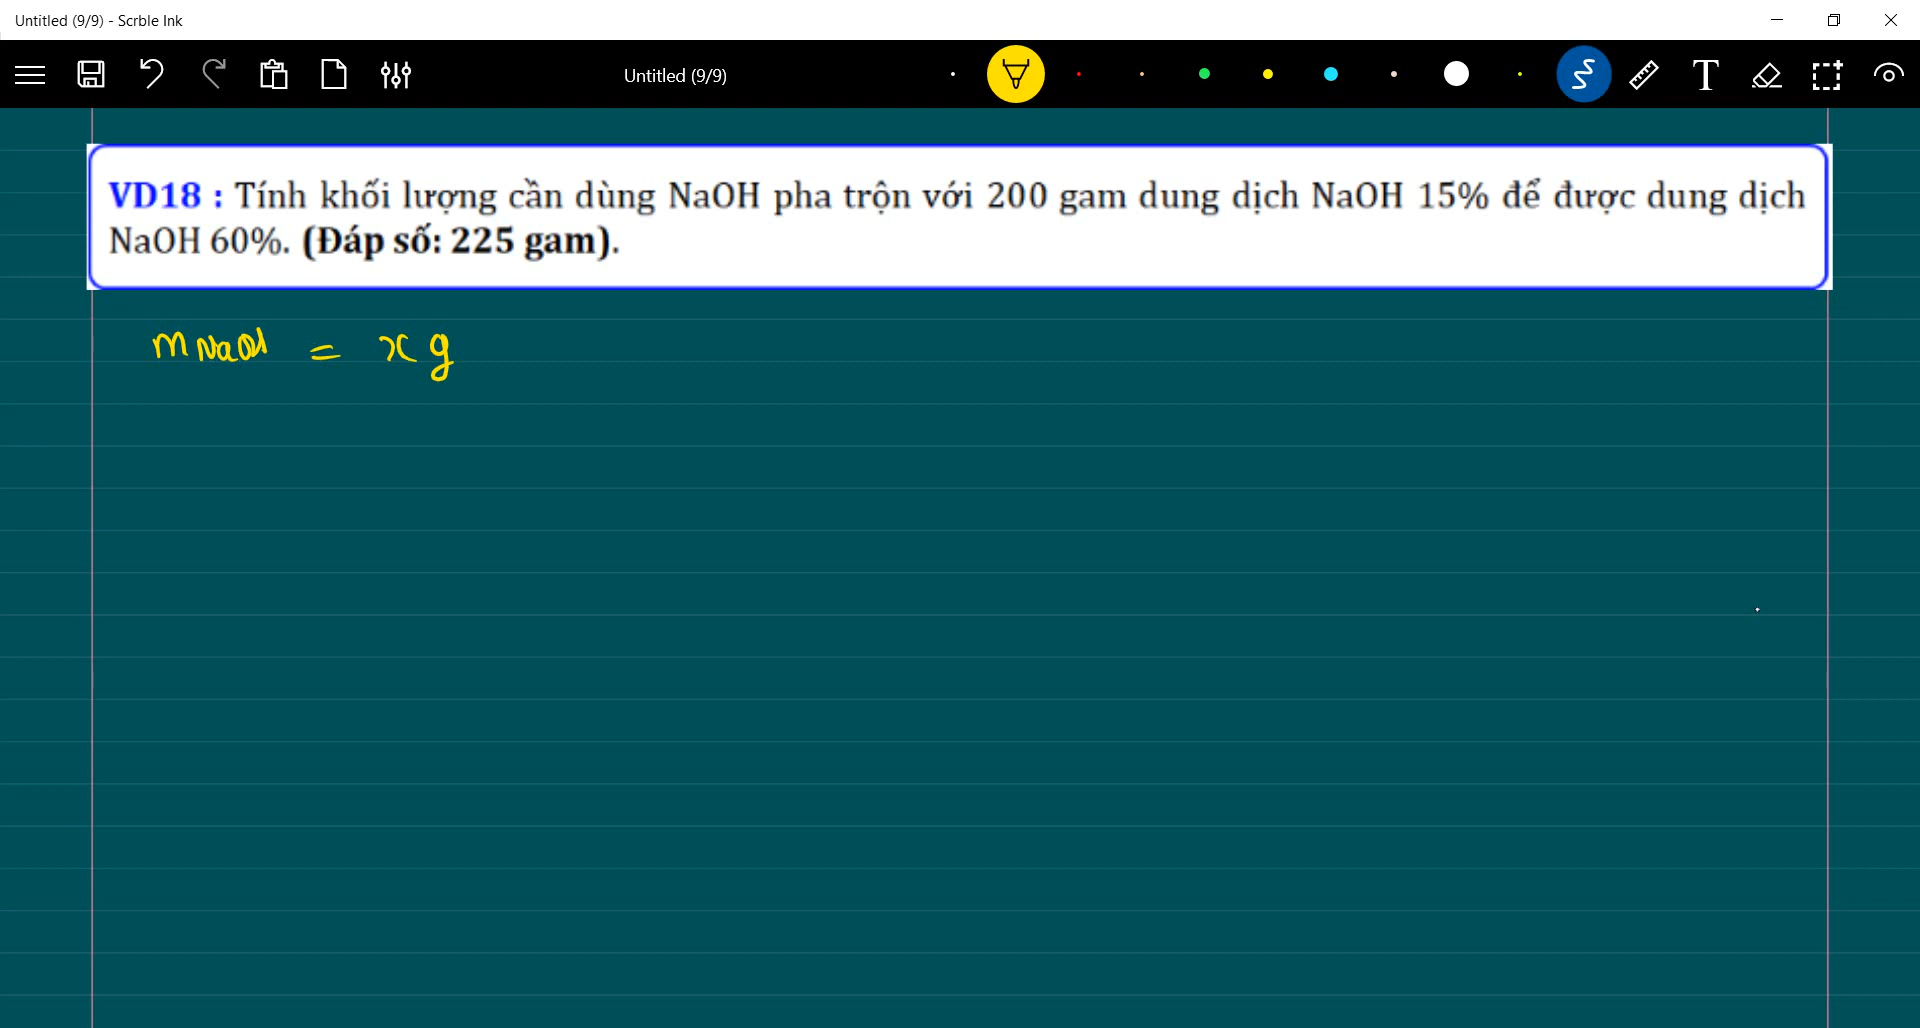 Untitled (9/9) - Scrble Ink
Untitled (9/9)
T
VD18 : Tính khối lượng cần dùng NaOH pha trộn với 200 gam dung dịch NaOH 15% để được dung dịch
NaOH 60%. (Đáp số: 225 gam).
m NaOH = x g